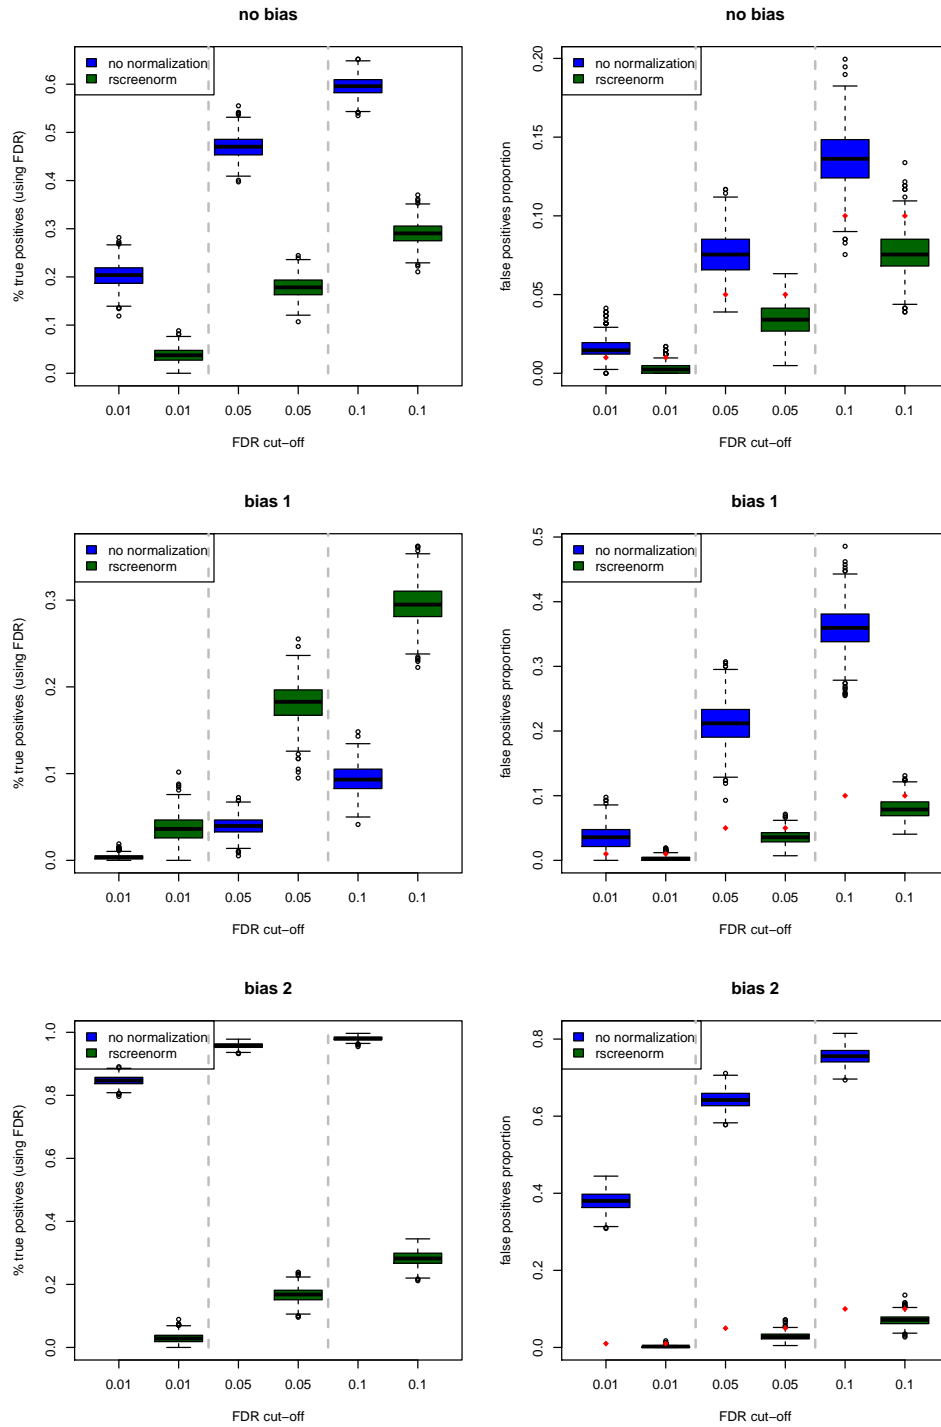 no bias
no normalization
rscreenorm
% true positives (using FDR)
0.0 0.1 0.2 0.3 0.4 0.5 0.6
0.01 0.01 0.05 0.05 0.1 0.1
FDR cut−off
no bias
no normalization
rscreenorm
false positives proportion
0.00 0.05 0.10 0.15 0.20
0.01 0.01 0.05 0.05 0.1 0.1
FDR cut−off
bias 1
no normalization
rscreenorm
% true positives (using FDR)
0.0 0.1 0.2 0.3
0.01 0.01 0.05 0.05 0.1 0.1
FDR cut−off
bias 1
no normalization
rscreenorm
false positives proportion
0.0 0.1 0.2 0.3 0.4 0.5
0.01 0.01 0.05 0.05 0.1 0.1
FDR cut−off
bias 2
no normalization
rscreenorm
% true positives (using FDR)
0.0 0.2 0.4 0.6 0.8 1.0
0.01 0.01 0.05 0.05 0.1 0.1
FDR cut−off
bias 2
no normalization
rscreenorm
false positives proportion
0.0 0.2 0.4 0.6 0.8
0.01 0.01 0.05 0.05 0.1 0.1
FDR cut−off